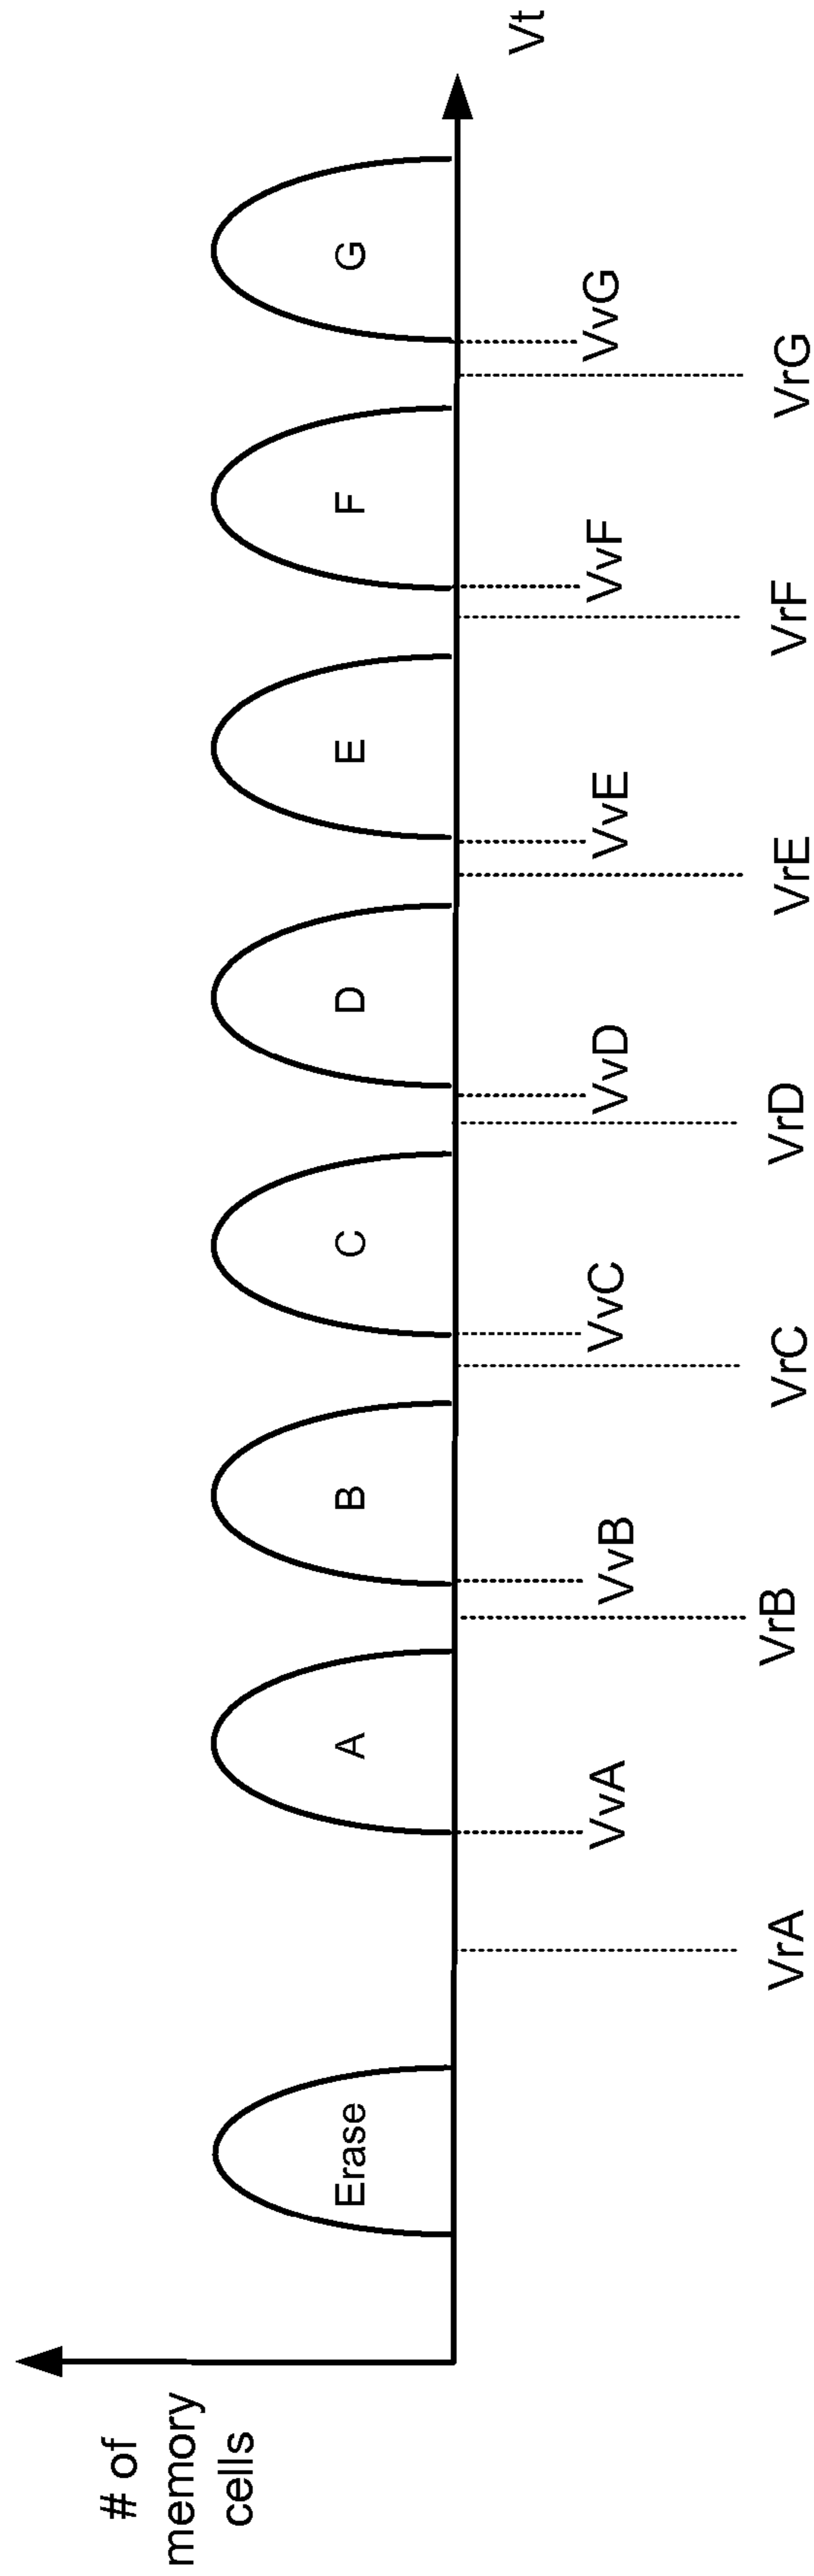 # of
memory
cells
Erase
A
B
C
D
E
F
G
Vt
VvA
VvB
VvC
VvD
VvE
VvF
VvG
VrA
VrB
VrC
VrD
VrE
VrF
VrG